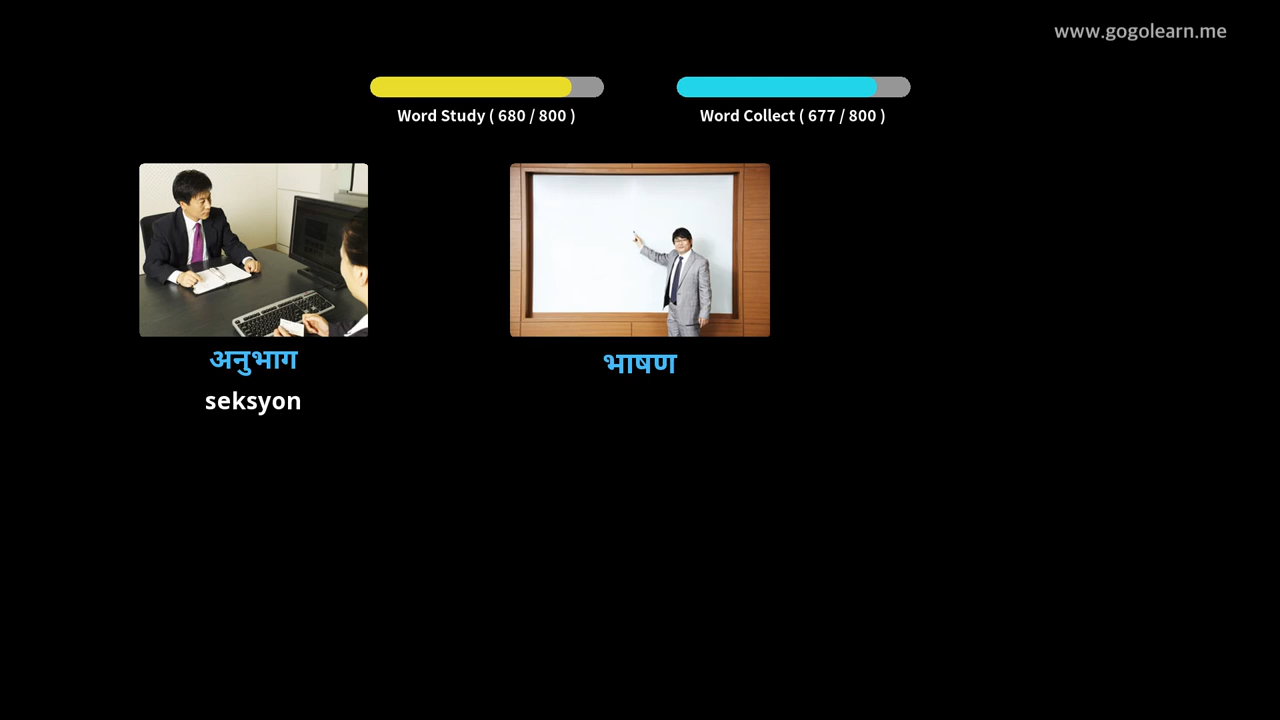 www.gogolearn.me
Word Study ( 680 / 800 )
Word Collect ( 677 / 800 )
अनुभाग
seksyon
भाषण